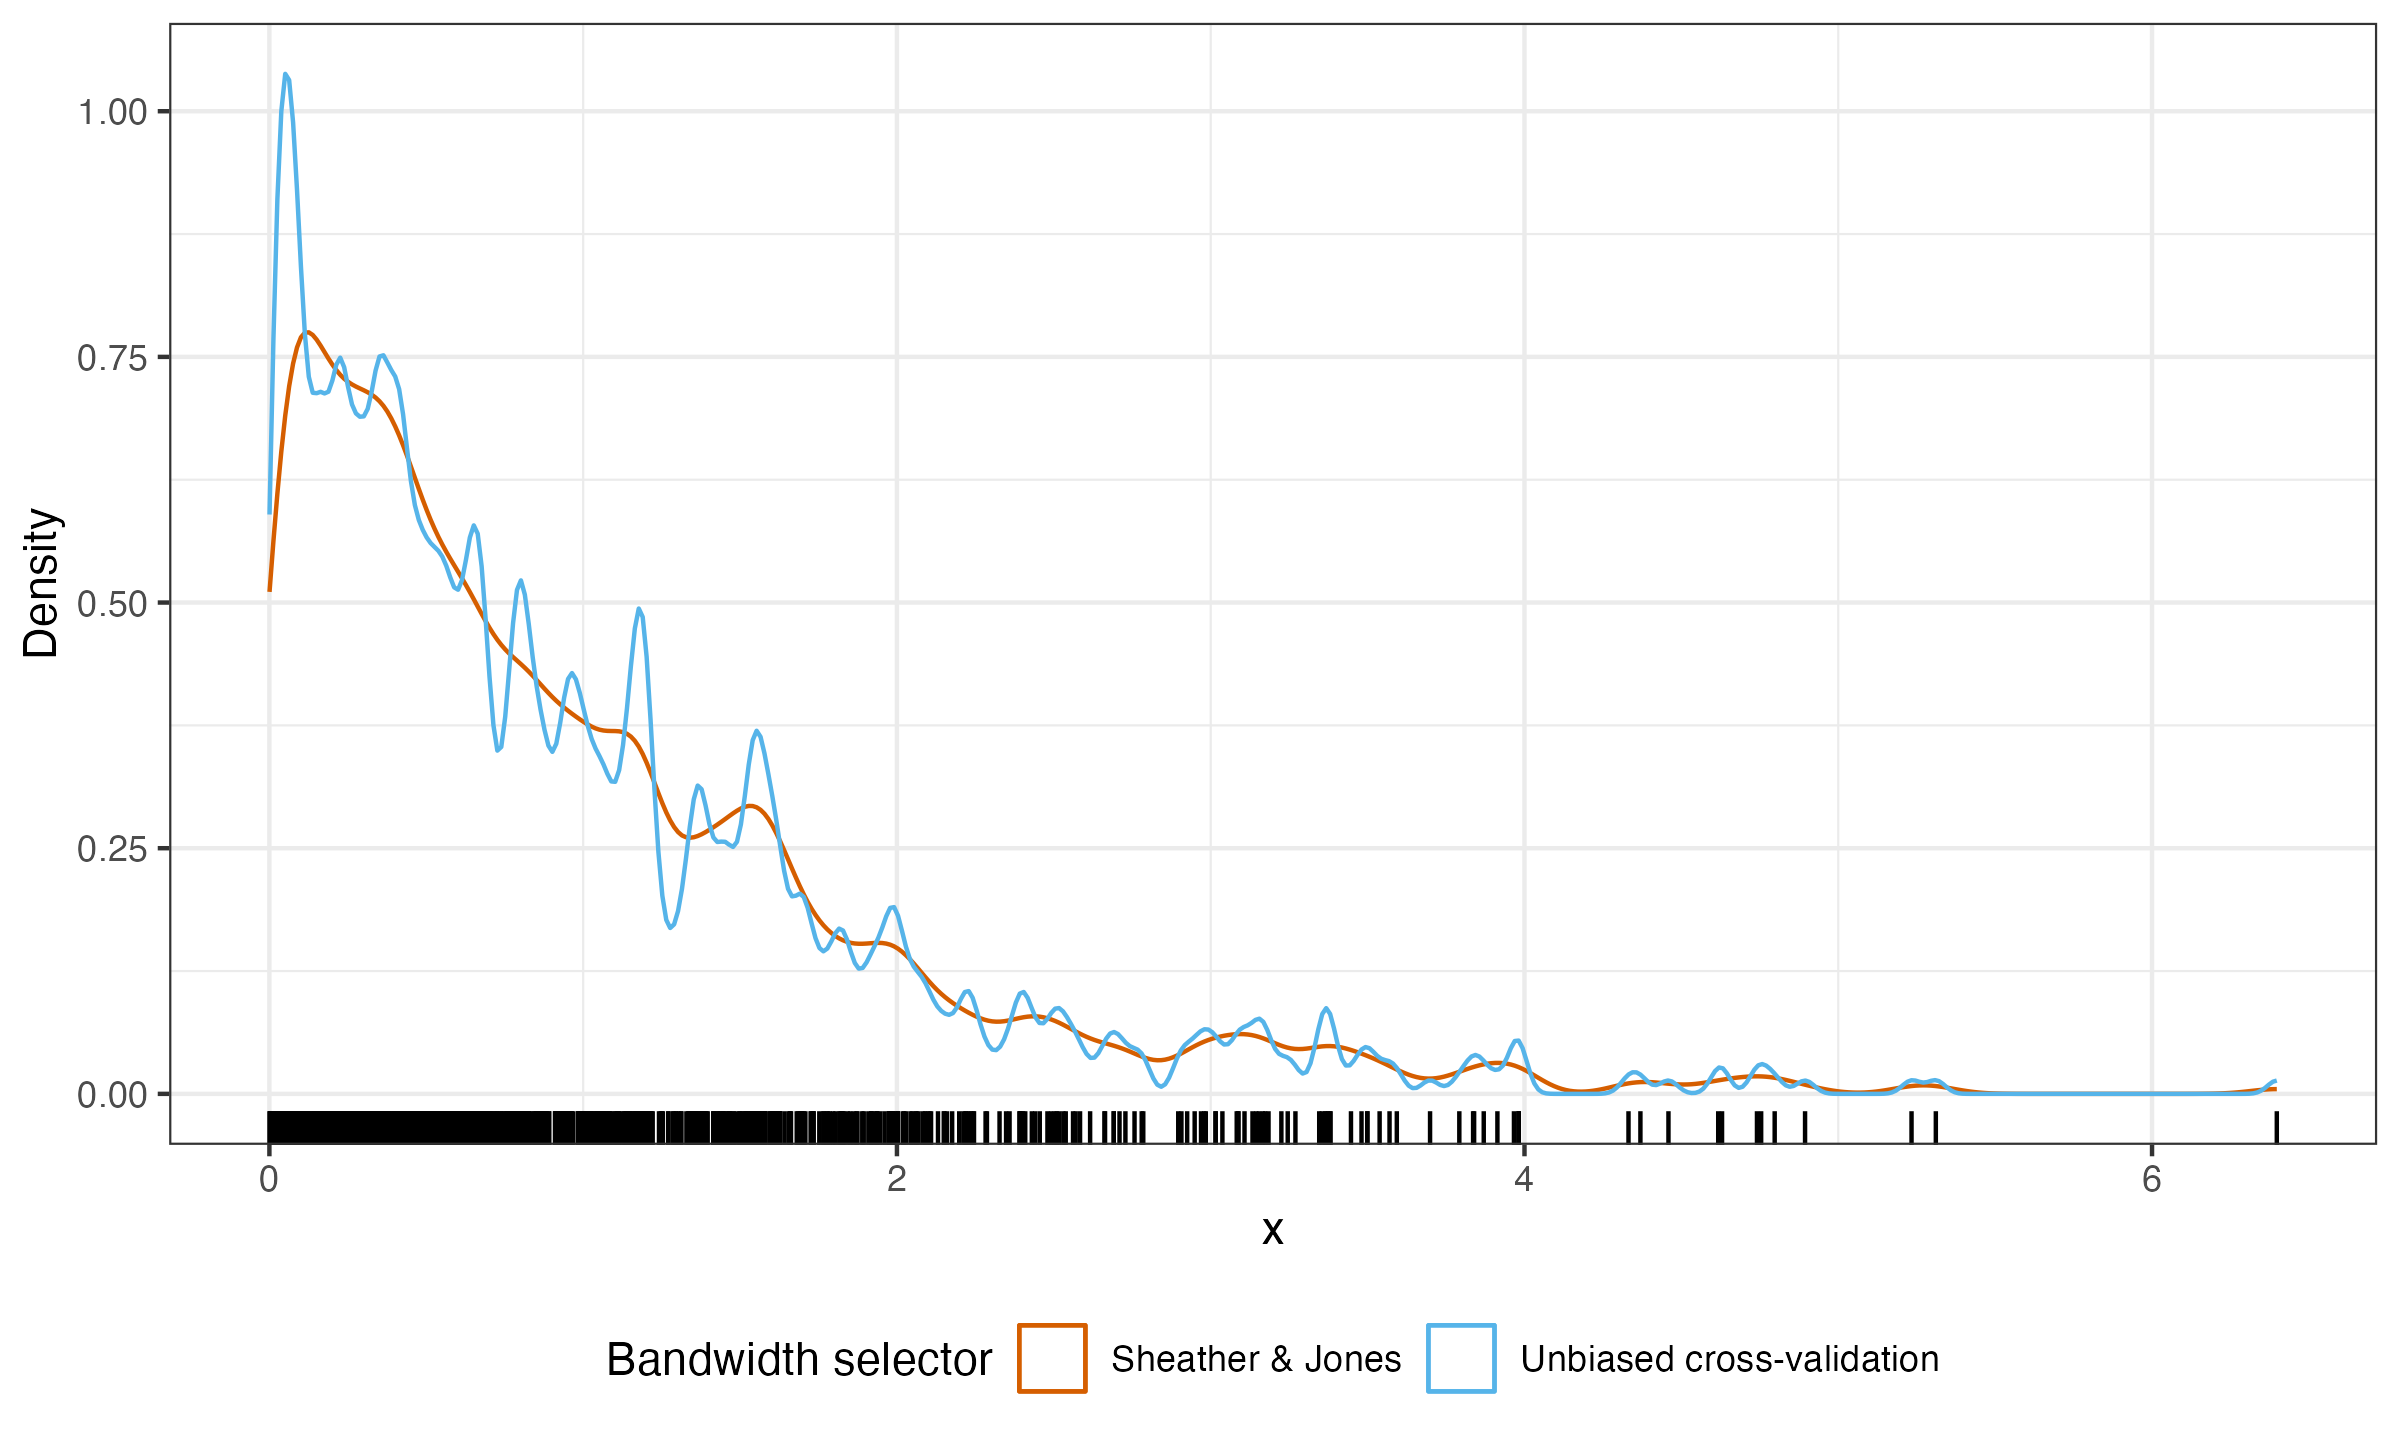 1.00
0.75
0.50
0.25
0.00
Density
0 2 4 6
x
Bandwidth selector Sheather & Jones Unbiased cross-validation